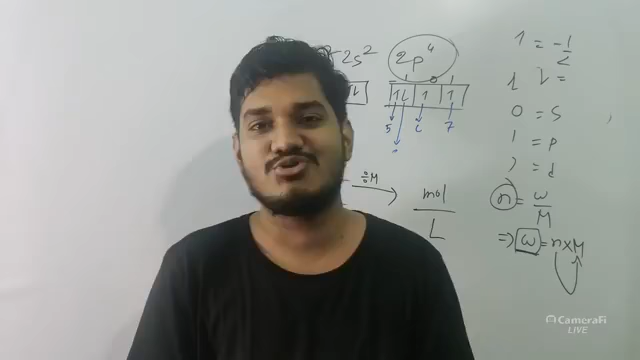 2s² 2p⁴
1 = -1/2
1L 1 1
5 6 7
0 = S
1 = P
2 = d
÷M
mol/L
n = w/M
⇒ w = n×M
CameraFi
LIVE